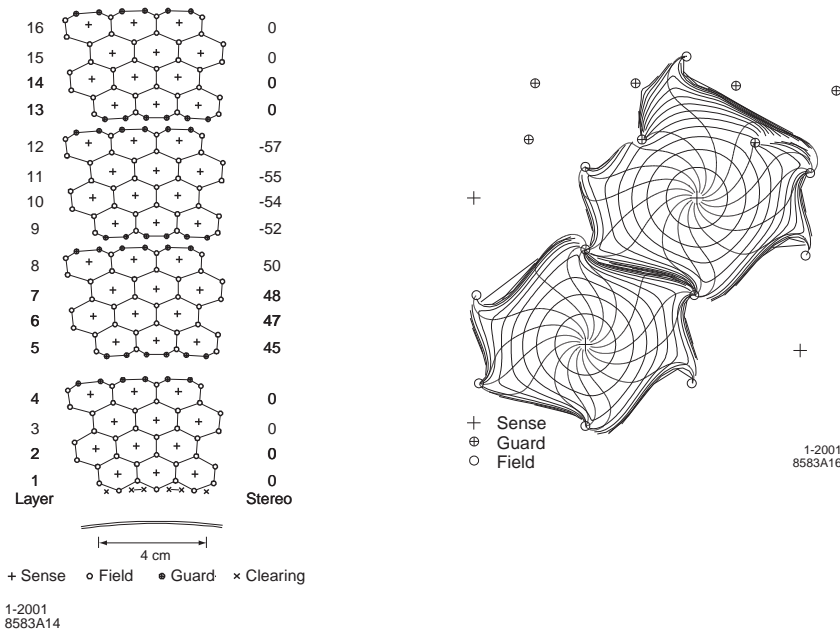 16 0
15 0
14 0
13 0
12 -57
11 -55
10 -54
9 -52
8 50
7 48
6 47
5 45
4 0
3 0
2 0
1 0
Layer Stereo
4 cm
Sense Field Guard Clearing
1-2001
8583A14
Sense
Guard
Field
1-2001
8583A16